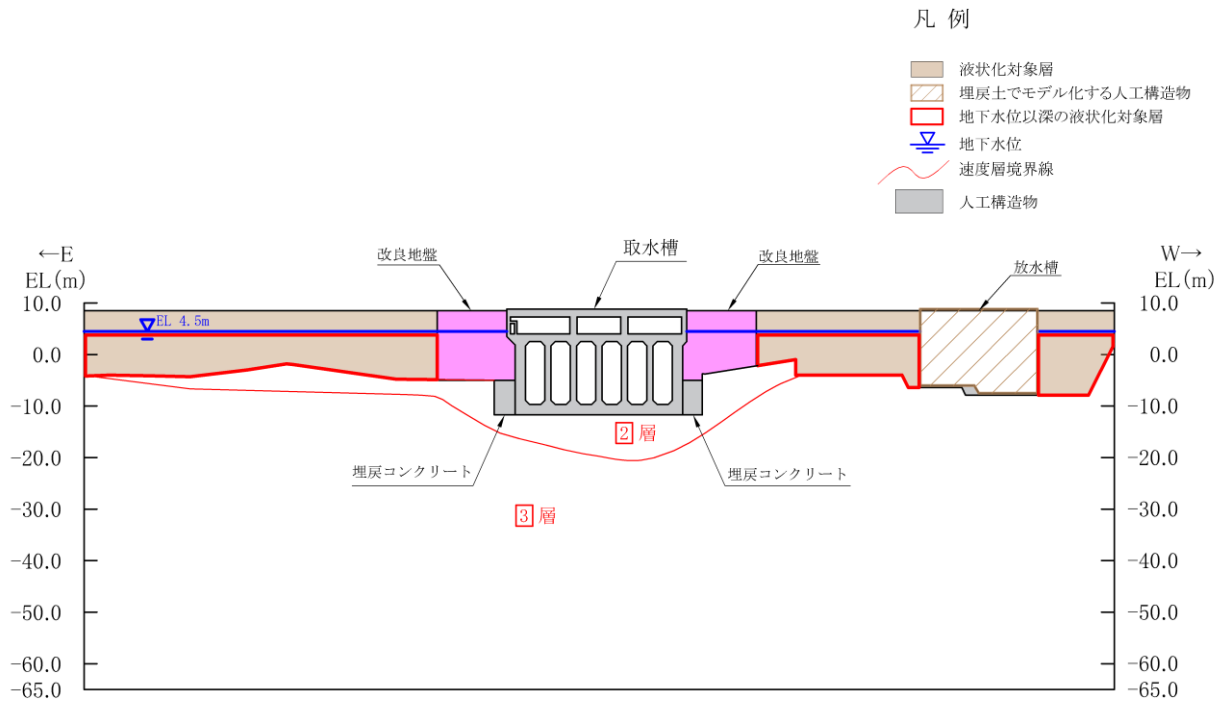 凡 例
液状化対象層
埋戻土でモデル化する人工構造物
地下水位以深の液状化対象層
地下水位
速度層境界線
人工構造物
←E
EL(m)
改良地盤
取水槽
改良地盤
放水槽
W→
EL(m)
10.0
EL 4.5m
10.0
0.0
0.0
-10.0
-10.0
2 層
-20.0
-20.0
埋戻コンクリート
埋戻コンクリート
-30.0
3 層
-30.0
-40.0
-40.0
-50.0
-50.0
-60.0
-60.0
-65.0
-65.0